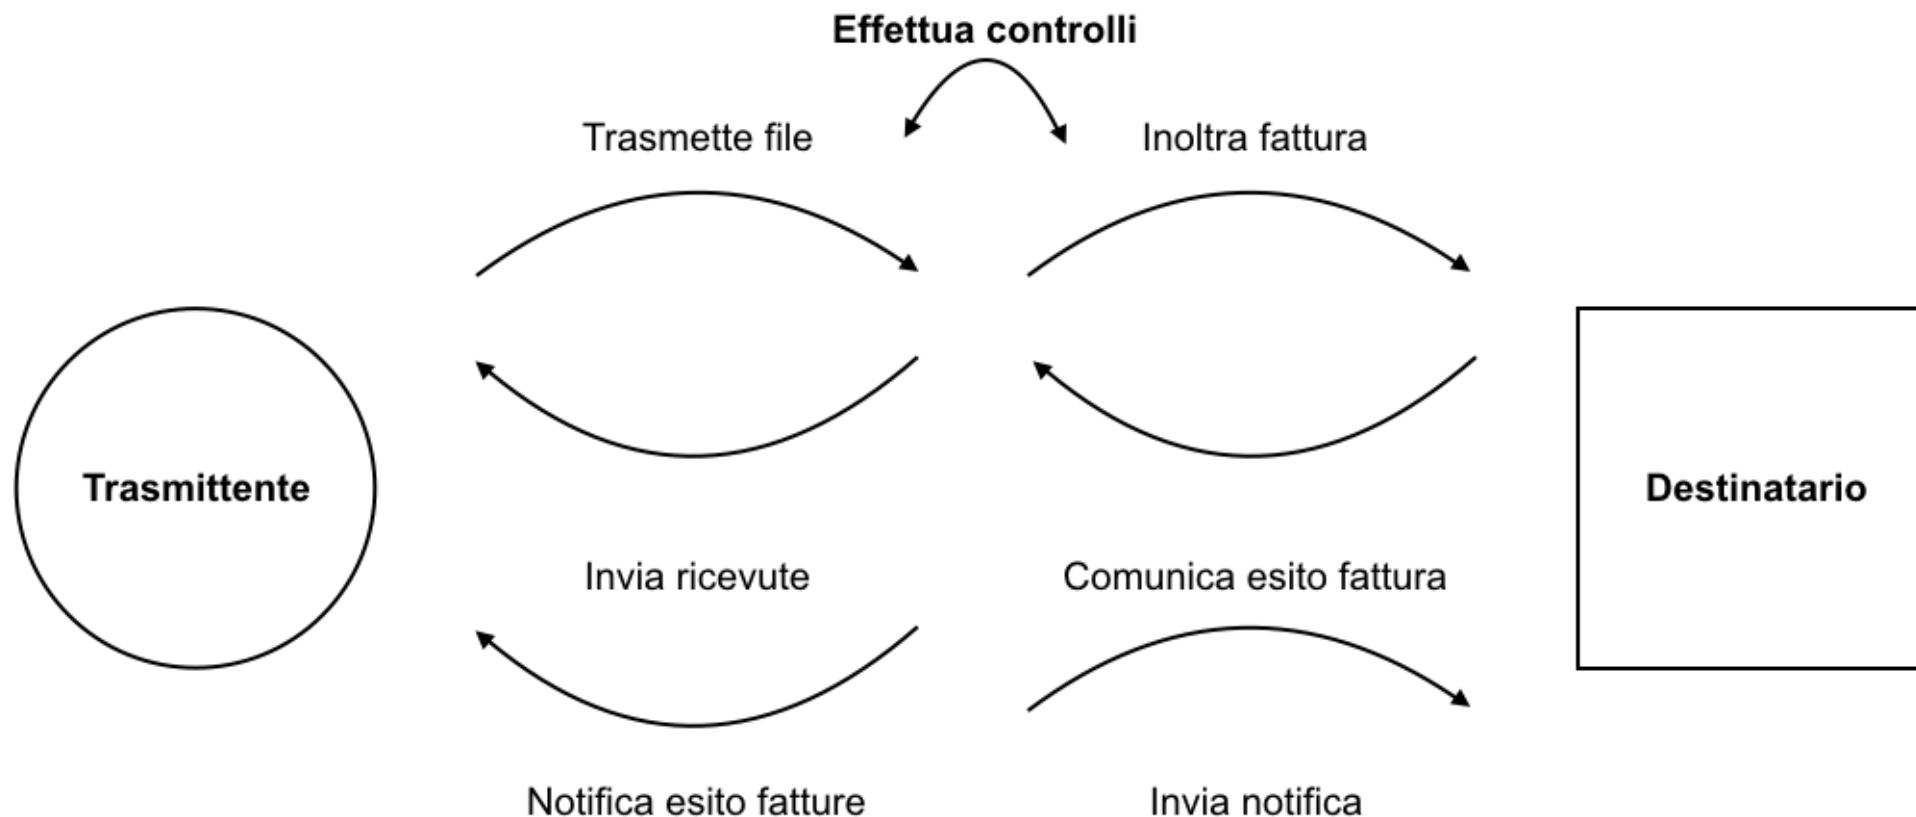 Effettua controlli
Trasmette file
Inoltra fattura
Trasmittente
Destinatario
Invia ricevute
Comunica esito fattura
Notifica esito fatture
Invia notifica